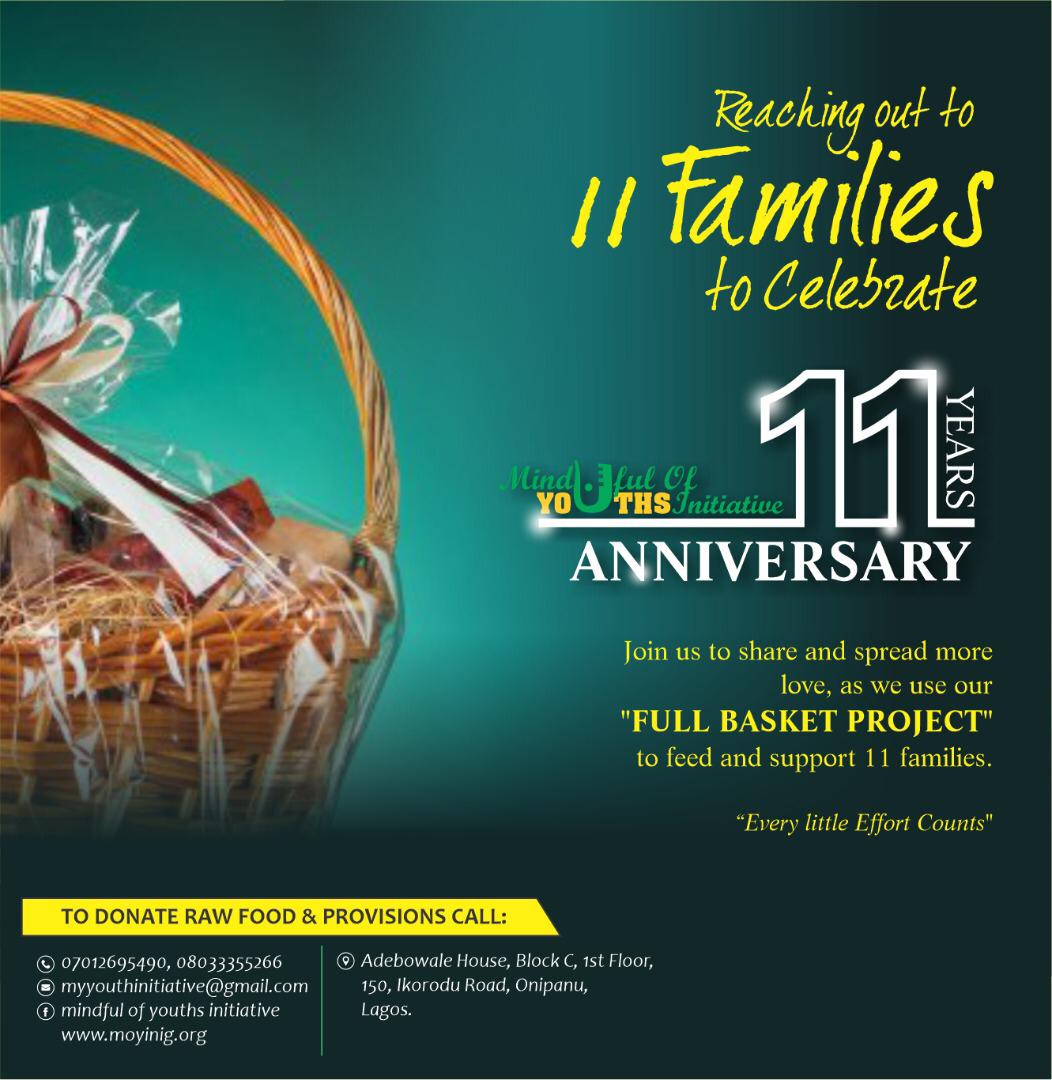 Reaching out to
11 Families
to Celebrate
11 YEARS
Mindful Of
YOUTHS Initiative
ANNIVERSARY
Join us to share and spread more
love, as we use our
"FULL BASKET PROJECT"
to feed and support 11 families.
“Every little Effort Counts"
TO DONATE RAW FOOD & PROVISIONS CALL:
07012695490, 08033355266
myyouthinitiative@gmail.com
mindful of youths initiative
www.moyinig.org
Adebowale House, Block C, 1st Floor,
150, Ikorodu Road, Onipanu,
Lagos.